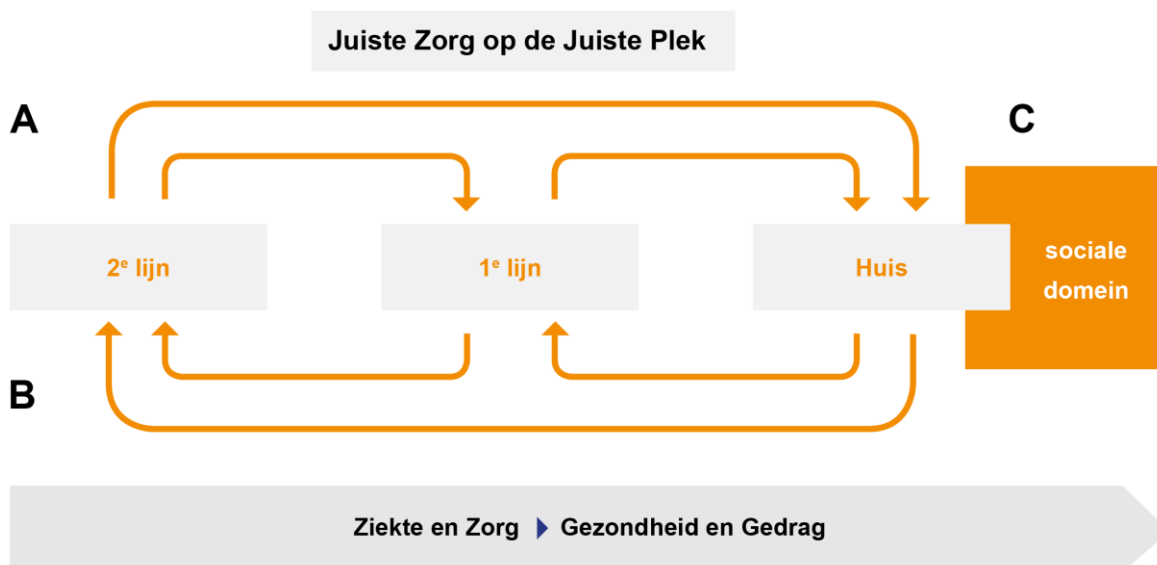 Juiste Zorg op de Juiste Plek
A
C
2e lijn
1e lijn
Huis
sociale
domein
B
Ziekte en Zorg
Gezondheid en Gedrag